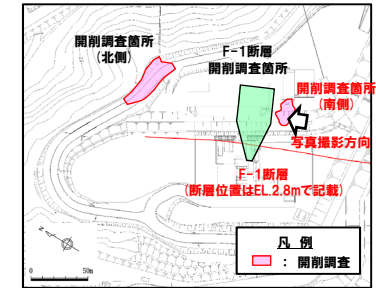 開削調査箇所
(北側)
F-1断層
開削調査箇所
開削調査箇所
(南側)
写真撮影方向
F-1断層
(断層位置はEL.2.8mで記載)
凡 例
: 開削調査
0 50m